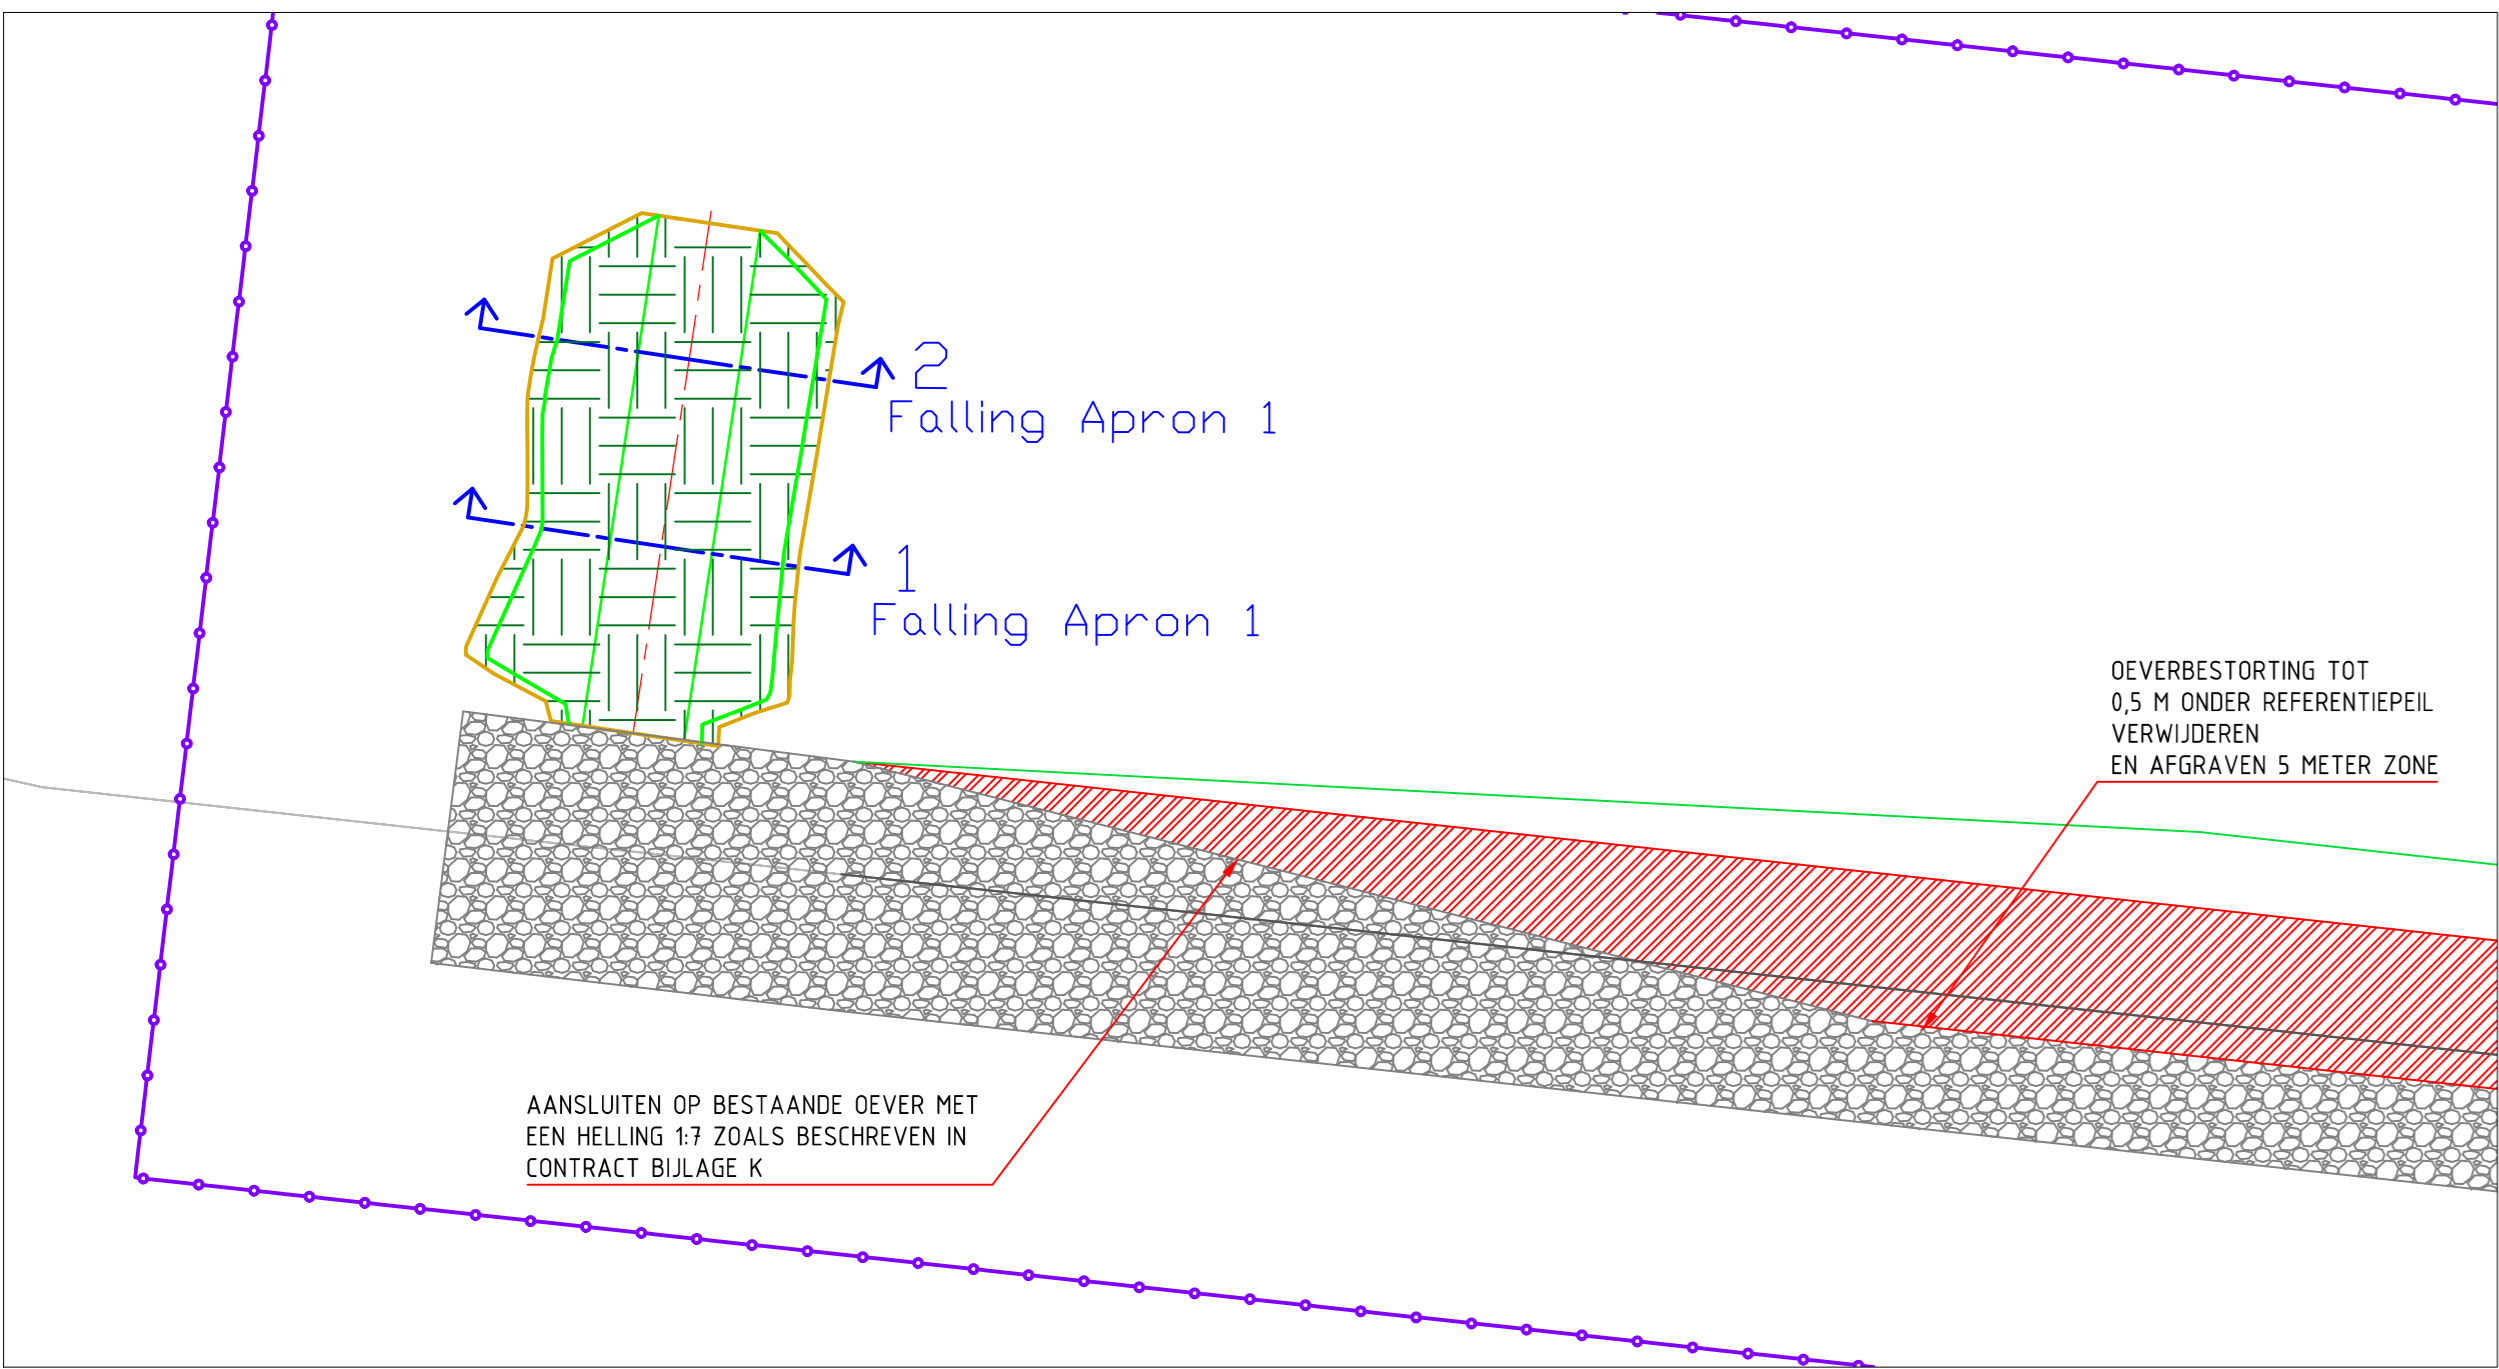 2
Falling Apron 1
1
Falling Apron 1
OEVERBESTORTING TOT
0,5 M ONDER REFERENTIEPEIL
VERWIJDEREN
EN AFGRAVEN 5 METER ZONE
AANSLUITEN OP BESTAANDE OEVER MET
EEN HELLING 1:7 ZOALS BESCHREVEN IN
CONTRACT BIJLAGE K